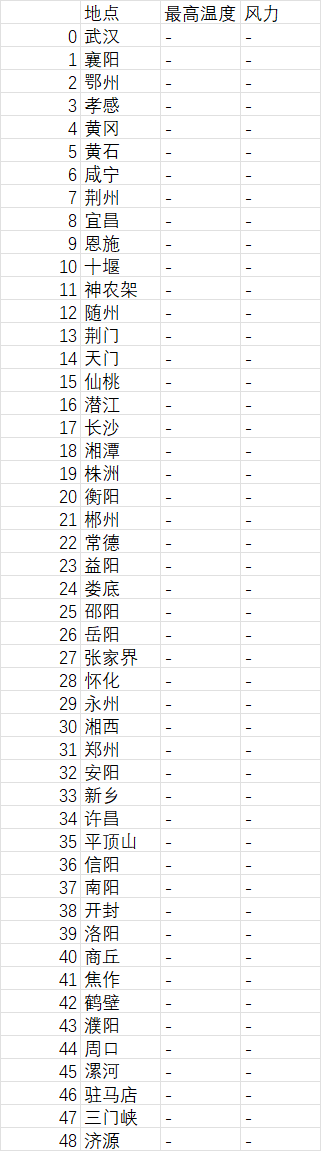 地点 最高温度 风力
0 武汉 - -
1 襄阳 - -
2 鄂州 - -
3 孝感 - -
4 黄冈 - -
5 黄石 - -
6 咸宁 - -
7 荆州 - -
8 宜昌 - -
9 恩施 - -
10 十堰 - -
11 神农架 - -
12 随州 - -
13 荆门 - -
14 天门 - -
15 仙桃 - -
16 潜江 - -
17 长沙 - -
18 湘潭 - -
19 株洲 - -
20 衡阳 - -
21 郴州 - -
22 常德 - -
23 益阳 - -
24 娄底 - -
25 邵阳 - -
26 岳阳 - -
27 张家界 - -
28 怀化 - -
29 永州 - -
30 湘西 - -
31 郑州 - -
32 安阳 - -
33 新乡 - -
34 许昌 - -
35 平顶山 - -
36 信阳 - -
37 南阳 - -
38 开封 - -
39 洛阳 - -
40 商丘 - -
41 焦作 - -
42 鹤壁 - -
43 濮阳 - -
44 周口 - -
45 漯河 - -
46 驻马店 - -
47 三门峡 - -
48 济源 - -